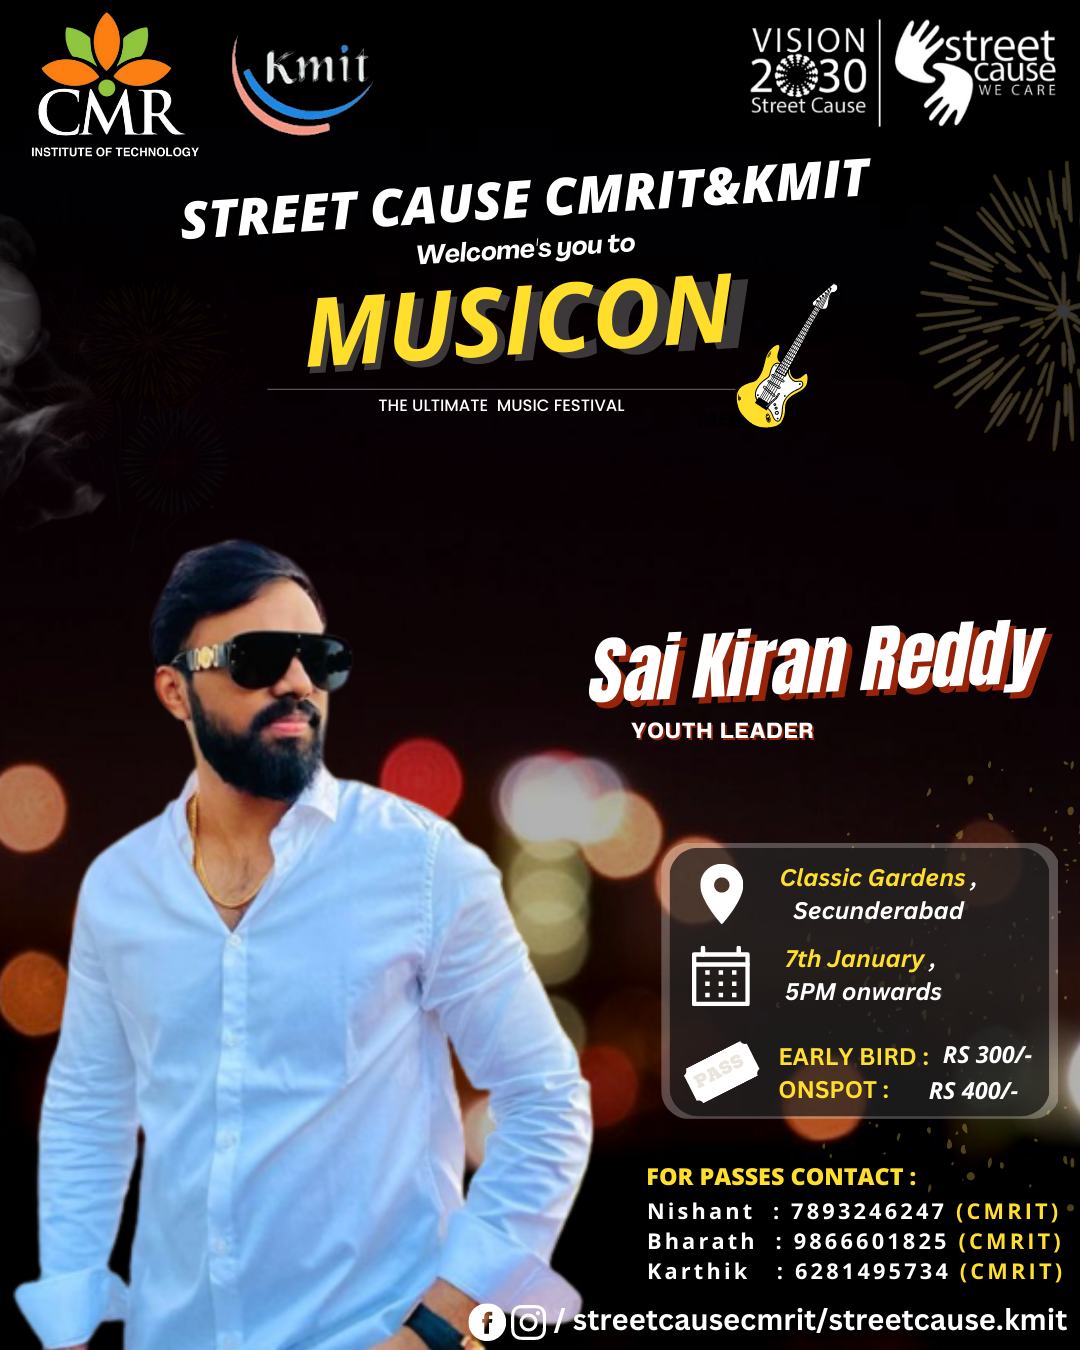 CMR
INSTITUTE OF TECHNOLOGY
Kmit
VISION
2030
Street Cause
street
cause
WE CARE
STREET CAUSE CMRIT&KMIT
Welcome's you to
MUSICON
THE ULTIMATE MUSIC FESTIVAL
Sai Kiran Reddy
YOUTH LEADER
Classic Gardens ,
Secunderabad
7th January ,
5PM onwards
PASS
EARLY BIRD : RS 300/-
ONSPOT : RS 400/-
FOR PASSES CONTACT :
Nishant : 7893246247 (CMRIT)
Bharath : 9866601825 (CMRIT)
Karthik : 6281495734 (CMRIT)
/ streetcausecmrit/streetcause.kmit